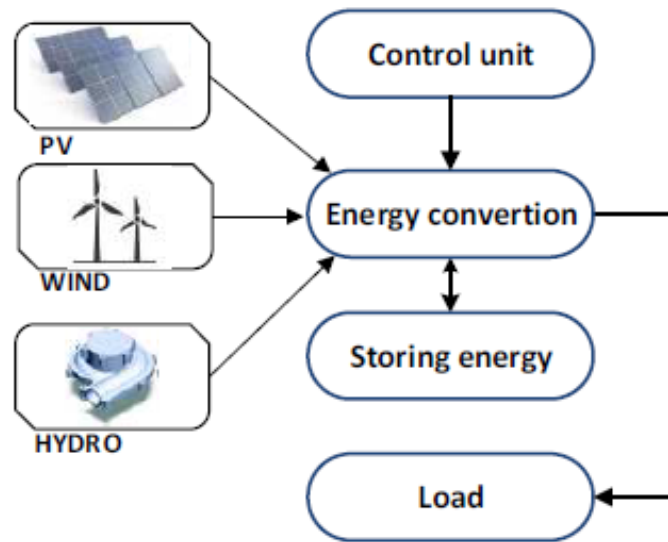 Control unit
PV
Energy convertion
WIND
Storing energy
HYDRO
Load